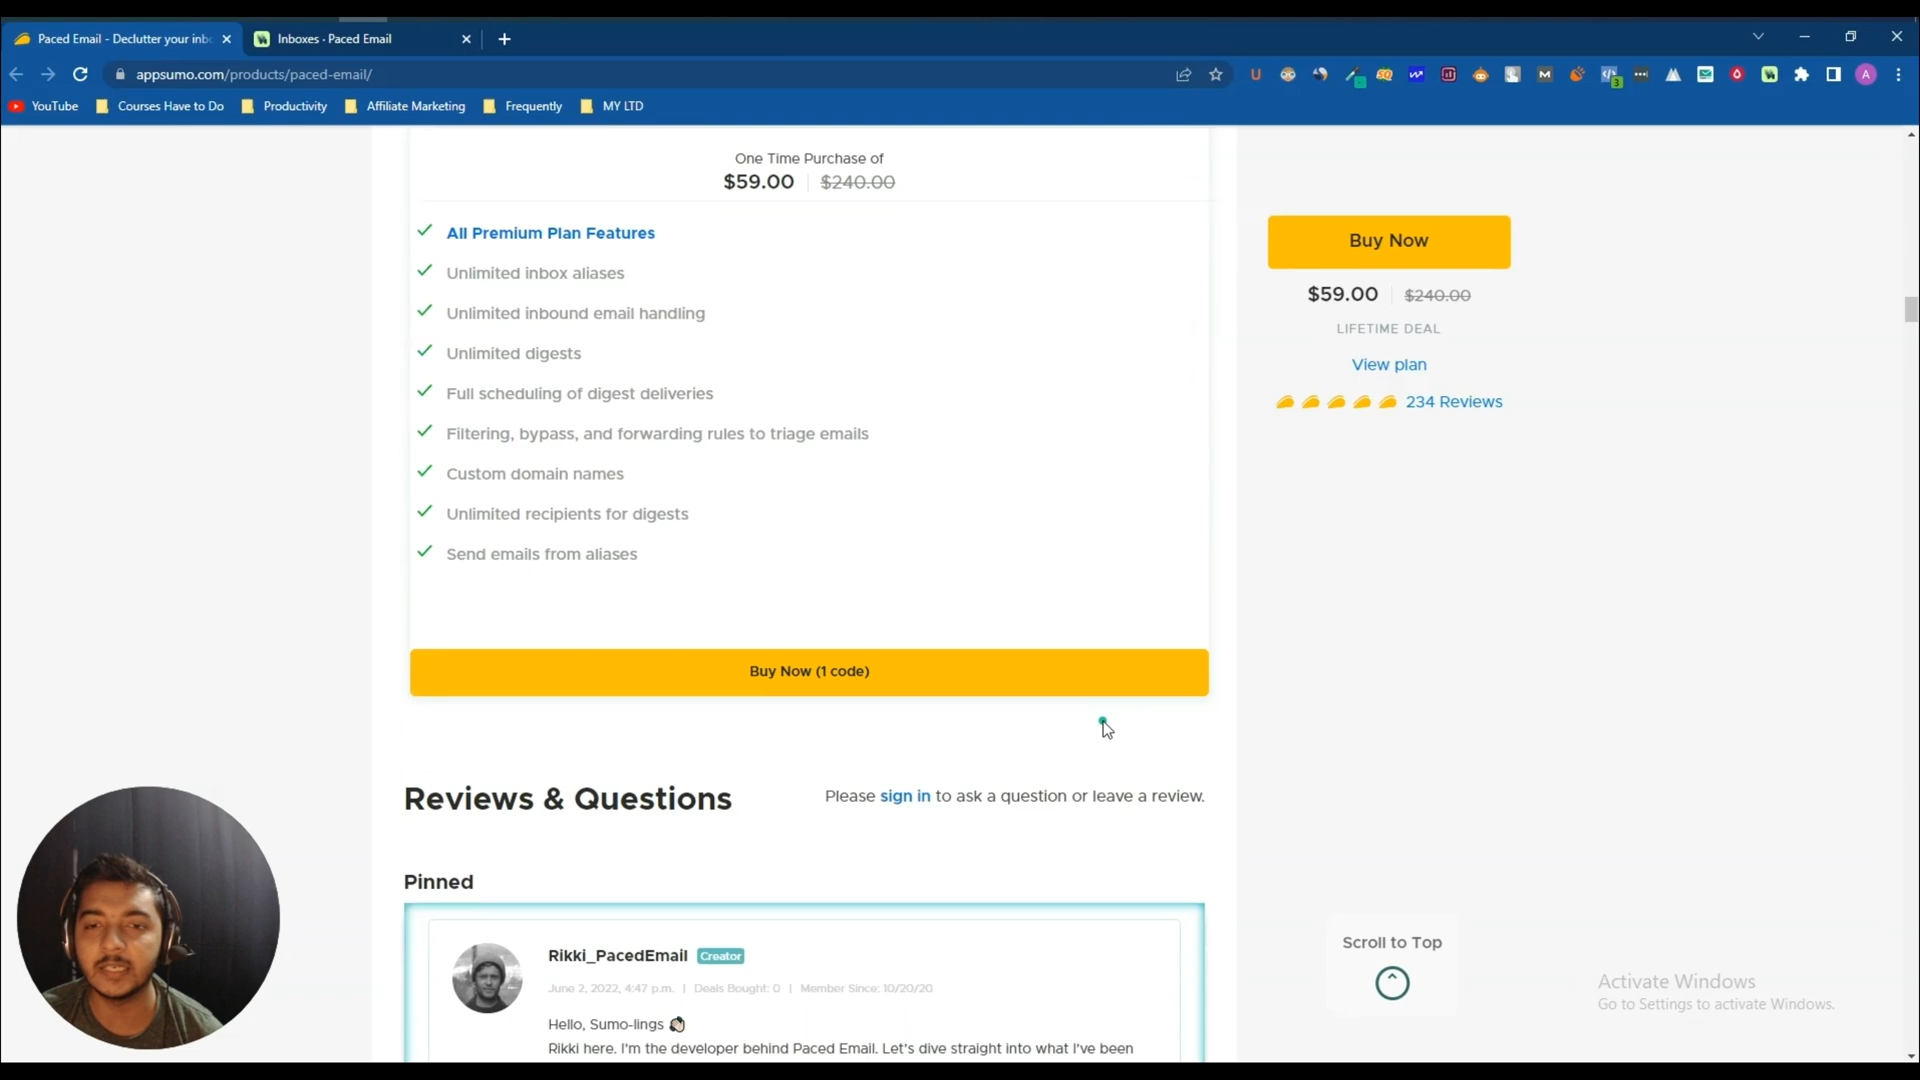 Paced Email - Declutter your inbo
Inboxes · Paced Email
appsumo.com/products/paced-email/
YouTube
Courses Have to Do
Productivity
Affiliate Marketing
Frequently
MY LTD
One Time Purchase of
$59.00 $240.00
All Premium Plan Features
Unlimited inbox aliases
Unlimited inbound email handling
Unlimited digests
Full scheduling of digest deliveries
Filtering, bypass, and forwarding rules to triage emails
Custom domain names
Unlimited recipients for digests
Send emails from aliases
Buy Now (1 code)
Buy Now
$59.00 $240.00
LIFETIME DEAL
View plan
234 Reviews
Reviews & Questions
Please sign in to ask a question or leave a review.
Pinned
Rikki_PacedEmail Creator
June 2, 2022, 4:47 p.m. | Deals Bought: 0 | Member Since: 10/20/20
Hello, Sumo-lings
Rikki here. I'm the developer behind Paced Email. Let's dive straight into what I've been
Scroll to Top
Activate Windows
Go to Settings to activate Windows.